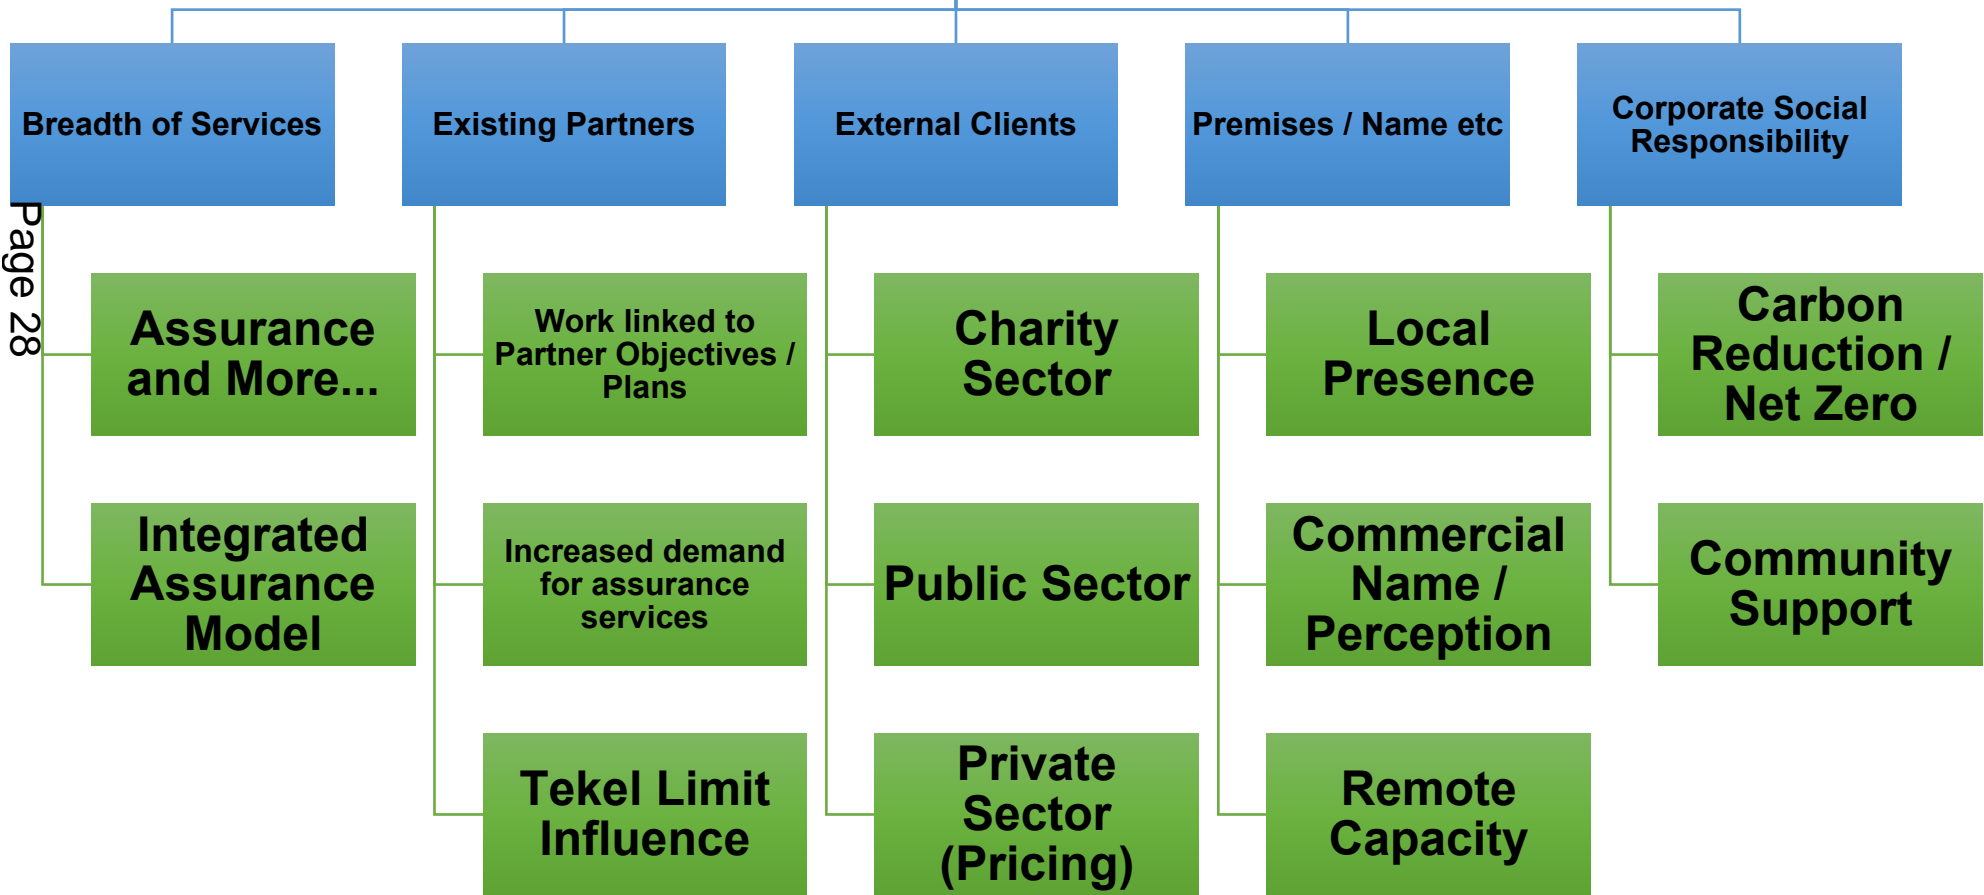 Breadth of Services
Existing Partners
External Clients
Premises / Name etc
Corporate Social
Responsibility
Page 28
Assurance
and More...
Integrated
Assurance
Model
Work linked to
Partner Objectives /
Plans
Increased demand
for assurance
services
Tekel Limit
Influence
Charity
Sector
Public Sector
Private
Sector
(Pricing)
Local
Presence
Commercial
Name /
Perception
Remote
Capacity
Carbon
Reduction /
Net Zero
Community
Support